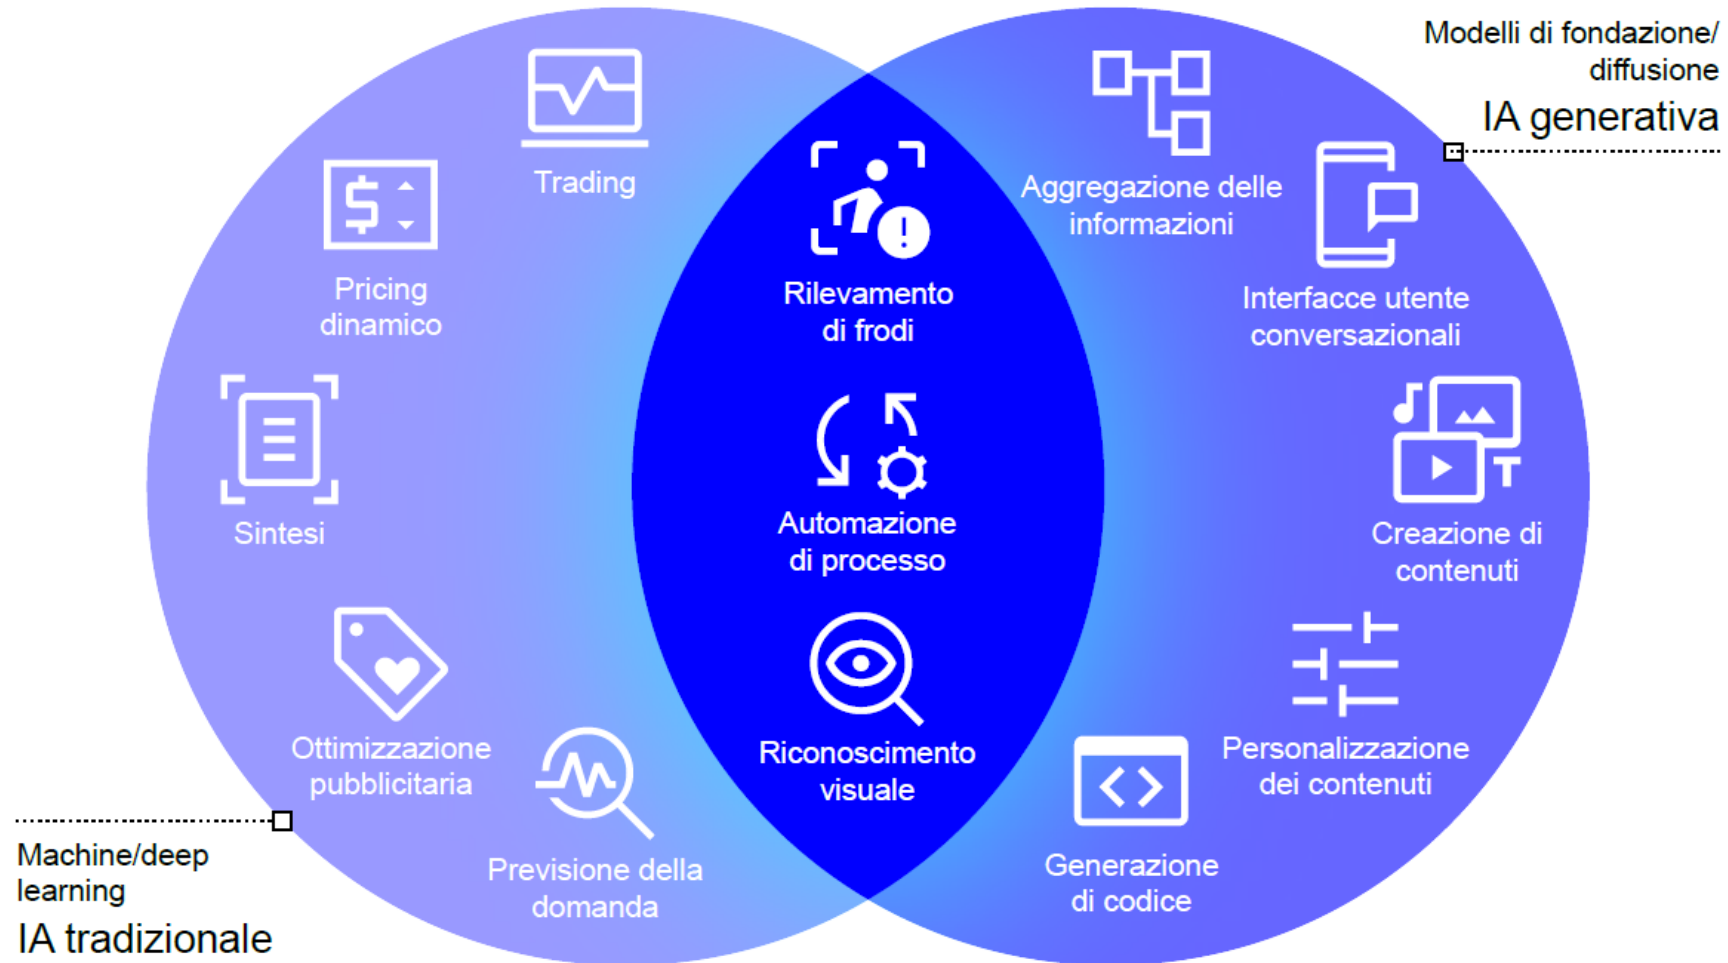 Modelli di fondazione/
diffusione
IA generativa
Trading
Pricing
dinamico
Sintesi
Ottimizzazione
pubblicitaria
Previsione della
domanda
Rilevamento
di frodi
Automazione
di processo
Riconoscimento
visuale
Aggregazione delle
informazioni
Interfacce utente
conversazionali
Creazione di
contenuti
Personalizzazione
dei contenuti
Generazione
di codice
Machine/deep
learning
IA tradizionale